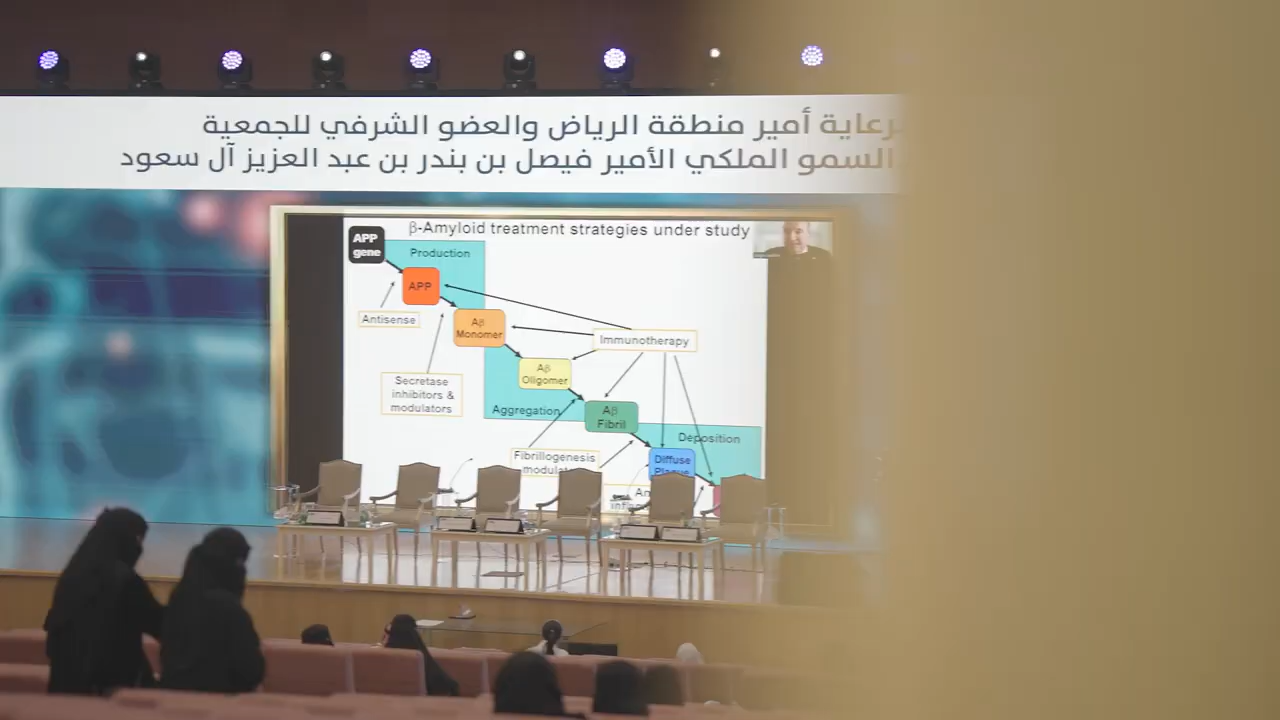 برعاية أمير منطقة الرياض والعضو الشرفي للجمعية
السمو الملكي الأمير فيصل بن بندر بن عبد العزيز آل سعود
β-Amyloid treatment strategies under study
APP
gene
Production
APP
Antisense
Aβ
Monomer
Immunotherapy
Aβ
Oligomer
Secretase
inhibitors &
modulators
Aggregation
Aβ
Fibril
Deposition
Fibrillogenesis
Diffuse
Plaque